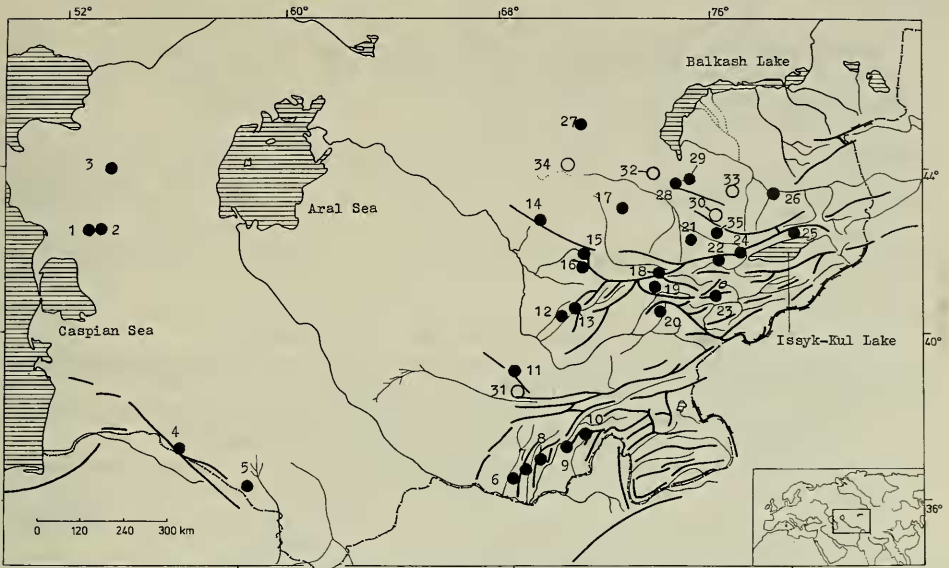 52° 60° 68° 76°
Balkash Lake
27
3
34 32 29 33 44°
28
30 26
14 17
Aral Sea
35
1 2 21 24 25
15 22
16 18
19
23
12 13 20
Caspian Sea
Issyk-Kul Lake
40°
11
31
10
4 8
9
5 6
36°
0 120 240 300 km